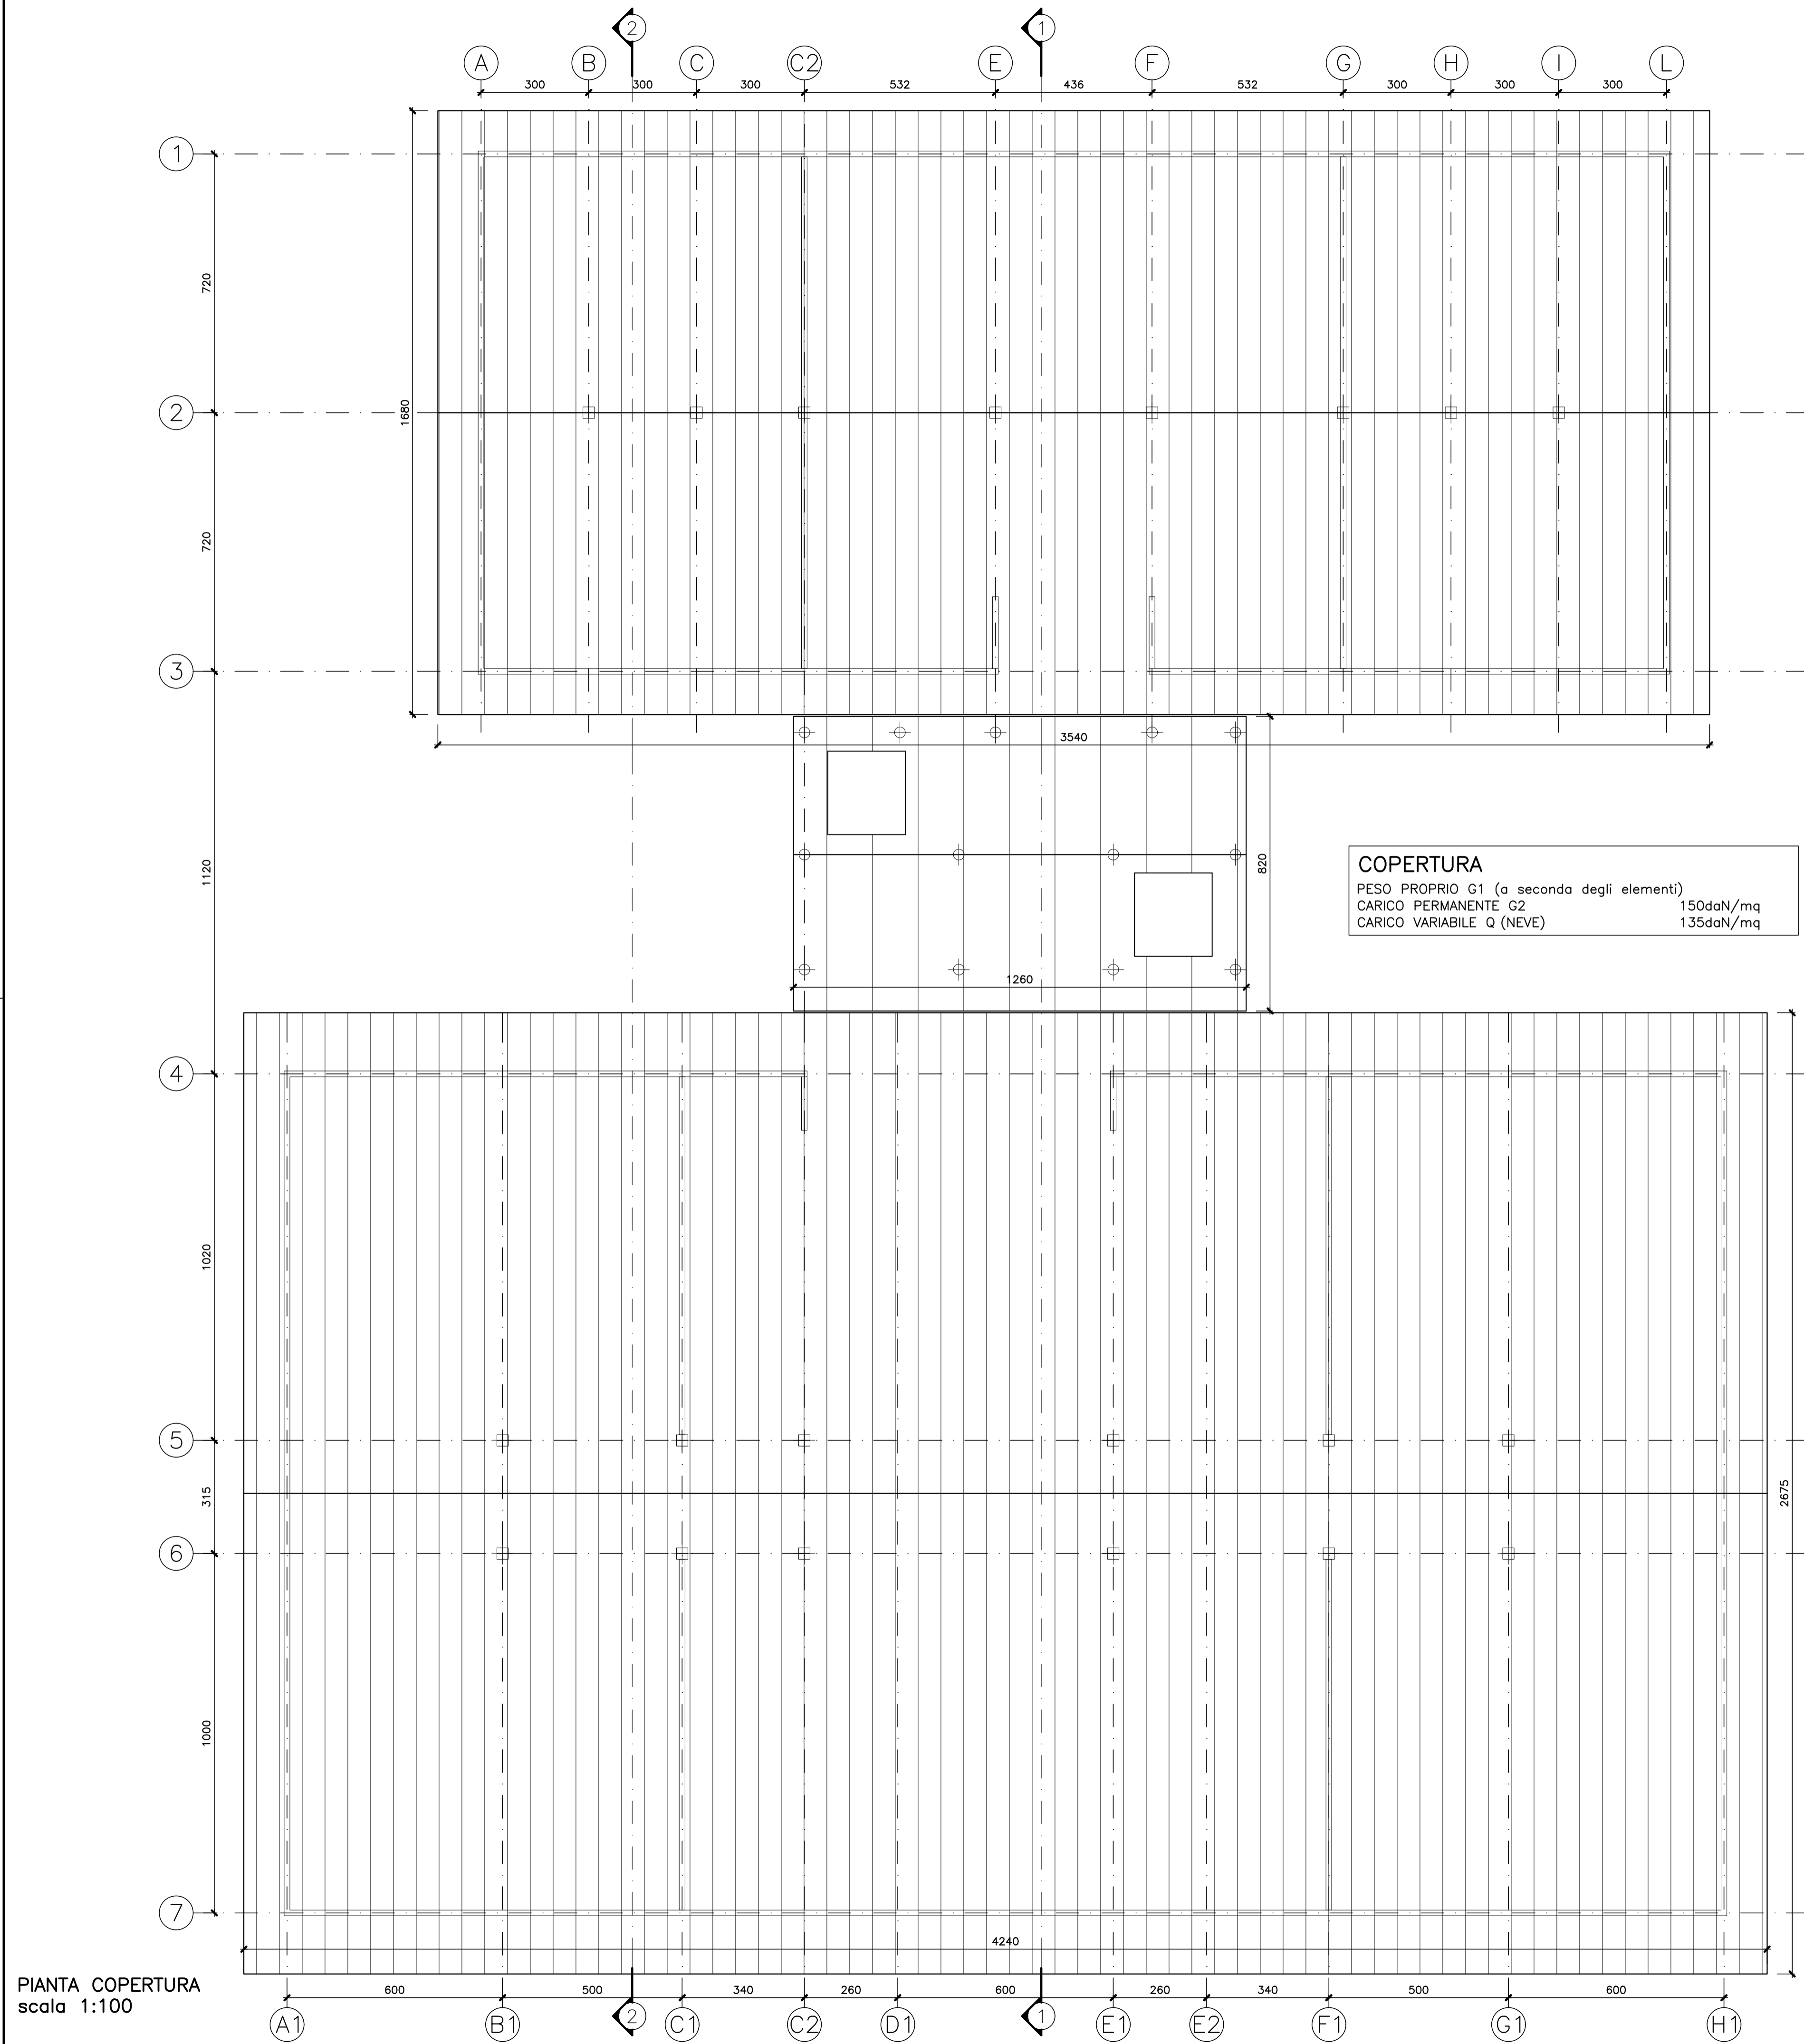 2 1
A B C C2 E F G H I L
300 300 300 532 436 532 300 300 300
1
720
1680
2
720
3
3540
1120
820
COPERTURA
PESO PROPRIO G1 (a seconda degli elementi)
CARICO PERMANENTE G2 150daN/mq
CARICO VARIABILE Q (NEVE) 135daN/mq
1260
4
1020
5
315
2675
6
1000
7
4240
PIANTA COPERTURA
scala 1:100
600 500 340 260 600 260 340 500 600
2 1
A1 B1 C1 C2 D1 E1 E2 F1 G1 H1